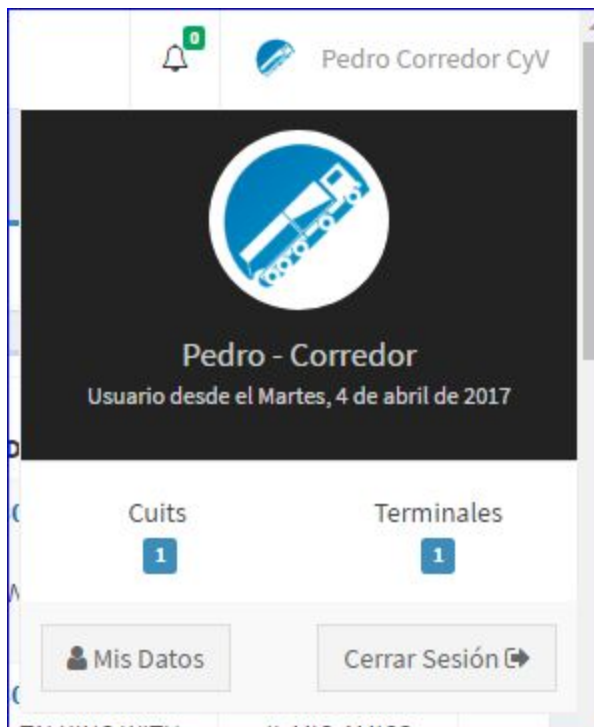 0
Pedro Corredor CyV
Pedro - Corredor
Usuario desde el Martes, 4 de abril de 2017
Cuits Terminales
1 1
Mis Datos Cerrar Sesión